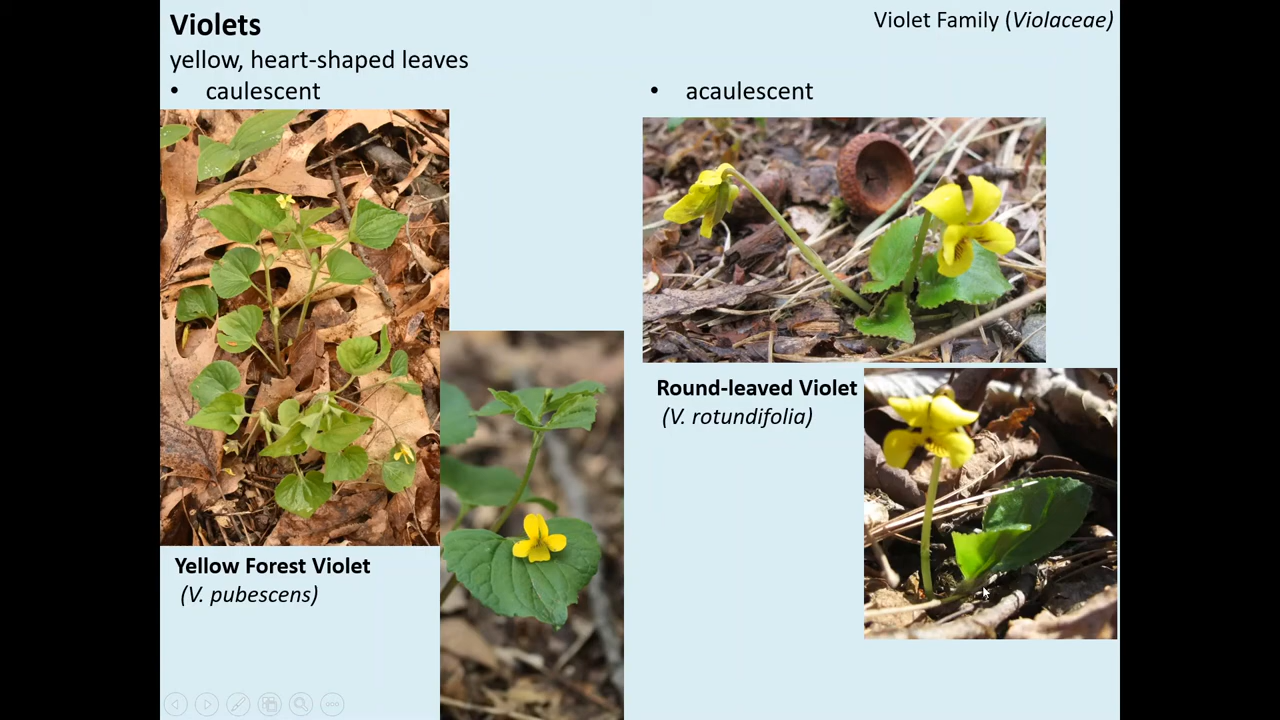 Violets
Violet Family (Violaceae)
yellow, heart-shaped leaves
• caulescent
• acaulescent
Round-leaved Violet
(V. rotundifolia)
Yellow Forest Violet
(V. pubescens)